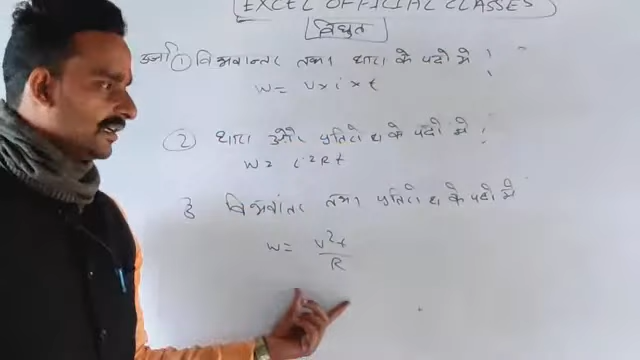 EXCEL OFFICIAL CLASSES
विद्युत
उर्जा ① विभवान्तर तथा धारा के पदों में
W= V×i×t
② धारा और प्रतिरोध के पदों में
W= i²Rt
3 विभवांतर तथा प्रतिरोध के पदों में
W= V²t
R